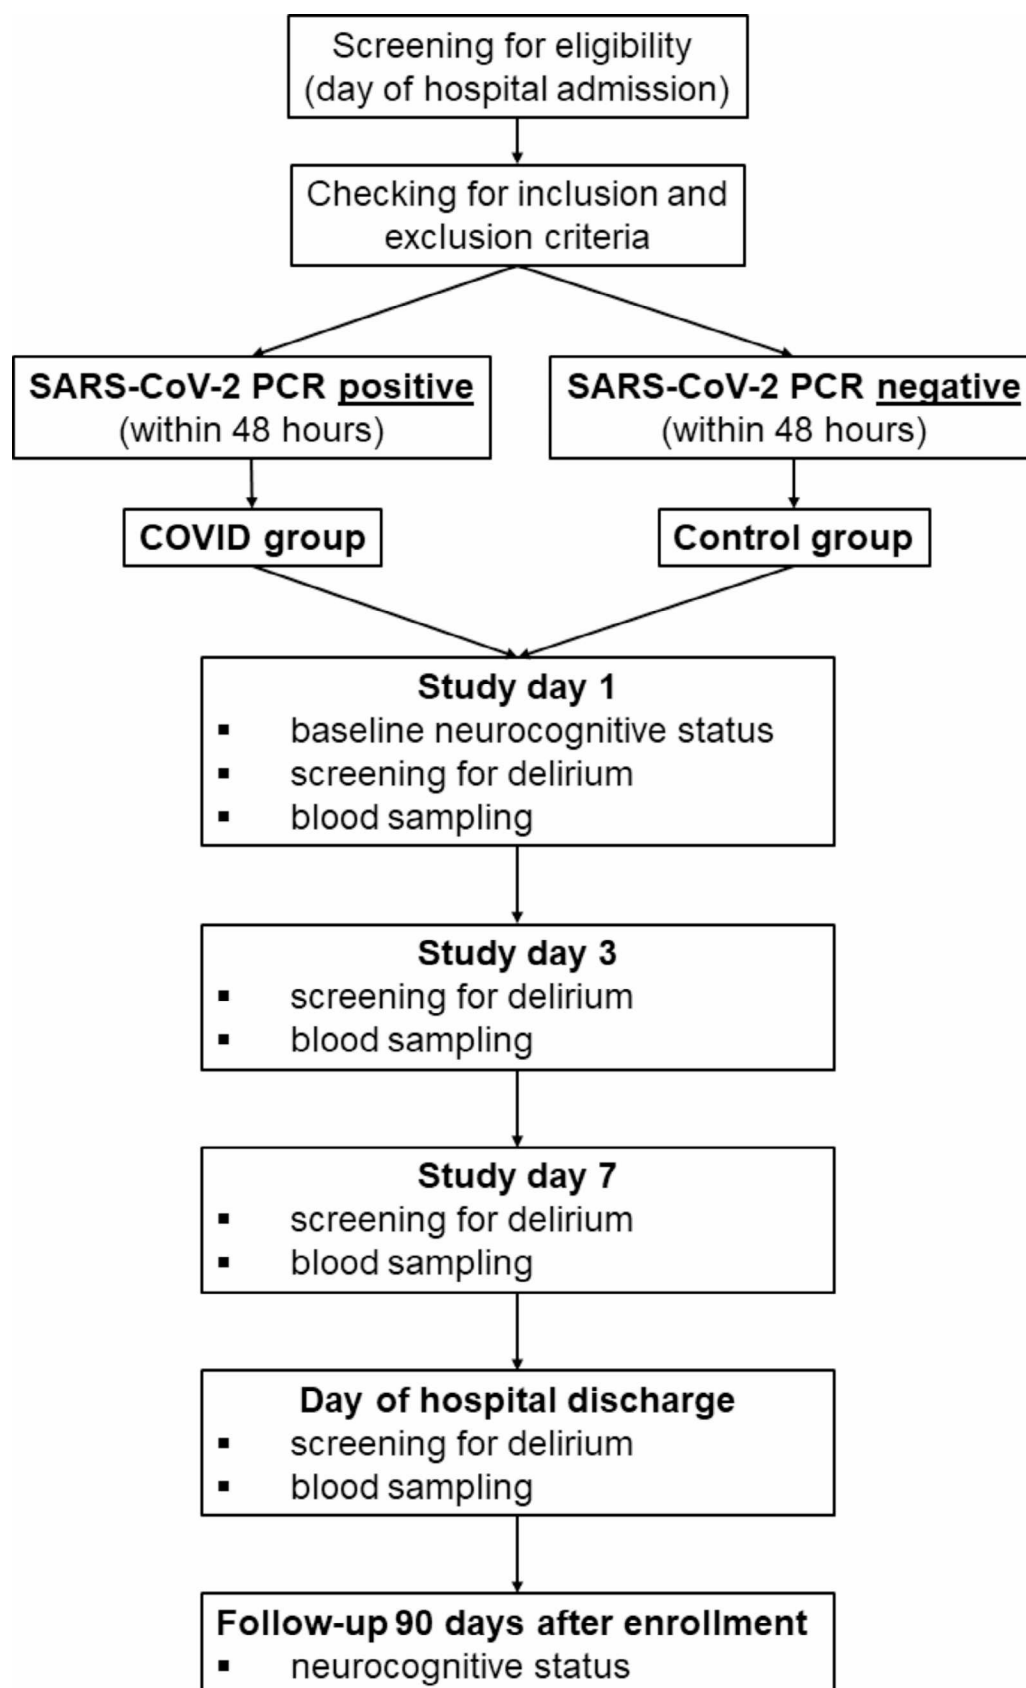 Screening for eligibility
(day of hospital admission)
Checking for inclusion and
exclusion criteria
SARS-CoV-2 PCR positive
(within 48 hours)
SARS-CoV-2 PCR negative
(within 48 hours)
COVID group
Control group
Study day 1
▪ baseline neurocognitive status
▪ screening for delirium
▪ blood sampling
Study day 3
▪ screening for delirium
▪ blood sampling
Study day 7
▪ screening for delirium
▪ blood sampling
Day of hospital discharge
▪ screening for delirium
▪ blood sampling
Follow-up 90 days after enrollment
▪ neurocognitive status